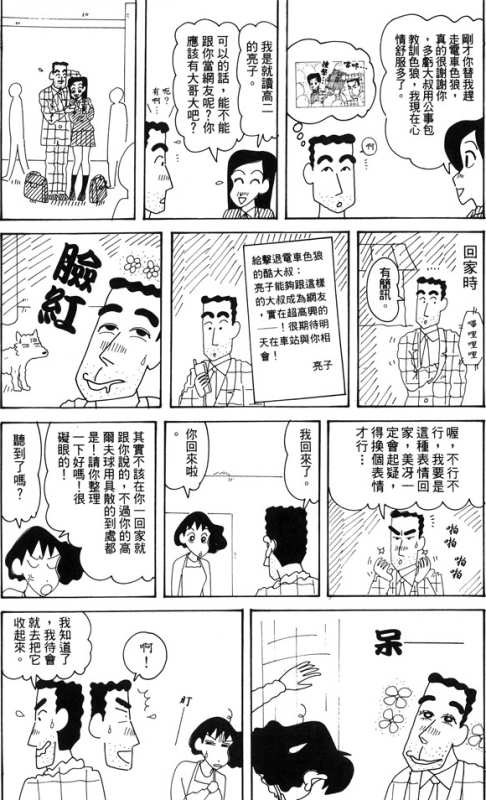 剛才你替我趕
走電車色狼，
真的很謝謝你
，多虧大叔用公事包
教訓色狼，我現在心
情舒服多了。
啊
我是就讀高二
的亮子。
可以的話，能不能
跟你當網友呢？你
應該有大哥大吧？
呃？
有啊。
回家時
嗶哩哩哩
有簡訊。
給擊退電車色狼
的酷大叔：
亮子能夠跟這樣
的大叔成為網友
，實在超高興的
——！很期待明
天在車站與你相
會！
亮子
臉紅——
喔，不行不
行，我要是
這種表情回
家，美冴一
定會起疑，
得換個表情
才行…
啪
啪
啪
啪
我回來了。
你回來啦
。
其實不該在你一回家就
跟你說的，不過你的高
爾夫球用具散的到處都
是！請你整理
一下好嗎！很
礙眼的！
聽到了嗎？
呆——
啊！
盯
我知道了
，我待會
就去把它
收起來。